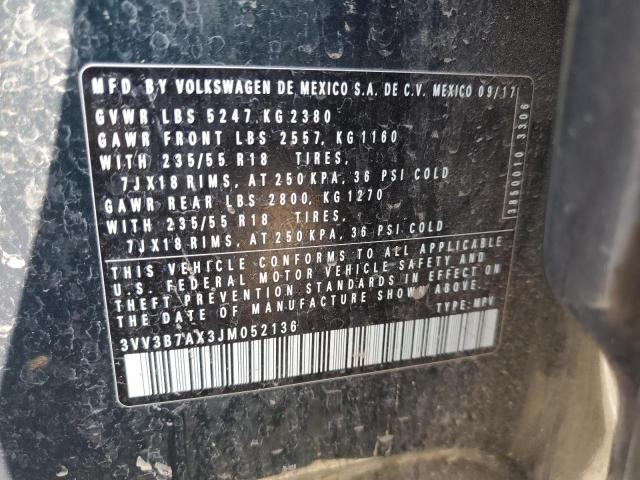 MFD. BY VOLKSWAGEN DE MEXICO S.A. DE C.V. MEXICO 09/17
GVWR LBS 5247, KG 2380
GAWR FRONT LBS 2557, KG 1160
WITH 235/55 R18 TIRES,
7JX18 RIMS, AT 250 KPA, 36 PSI COLD
GAWR REAR LBS 2800, KG 1270
WITH 235/55 R18 TIRES,
7JX18 RIMS, AT 250 KPA, 36 PSI COLD
THIS VEHICLE CONFORMS TO ALL APPLICABLE
U.S. FEDERAL MOTOR VEHICLE SAFETY AND
THEFT PREVENTION STANDARDS IN EFFECT ON
THE DATE OF MANUFACTURE SHOWN ABOVE.
3VV3B7AX3JM052136 TYPE: MPV
3850010 3306